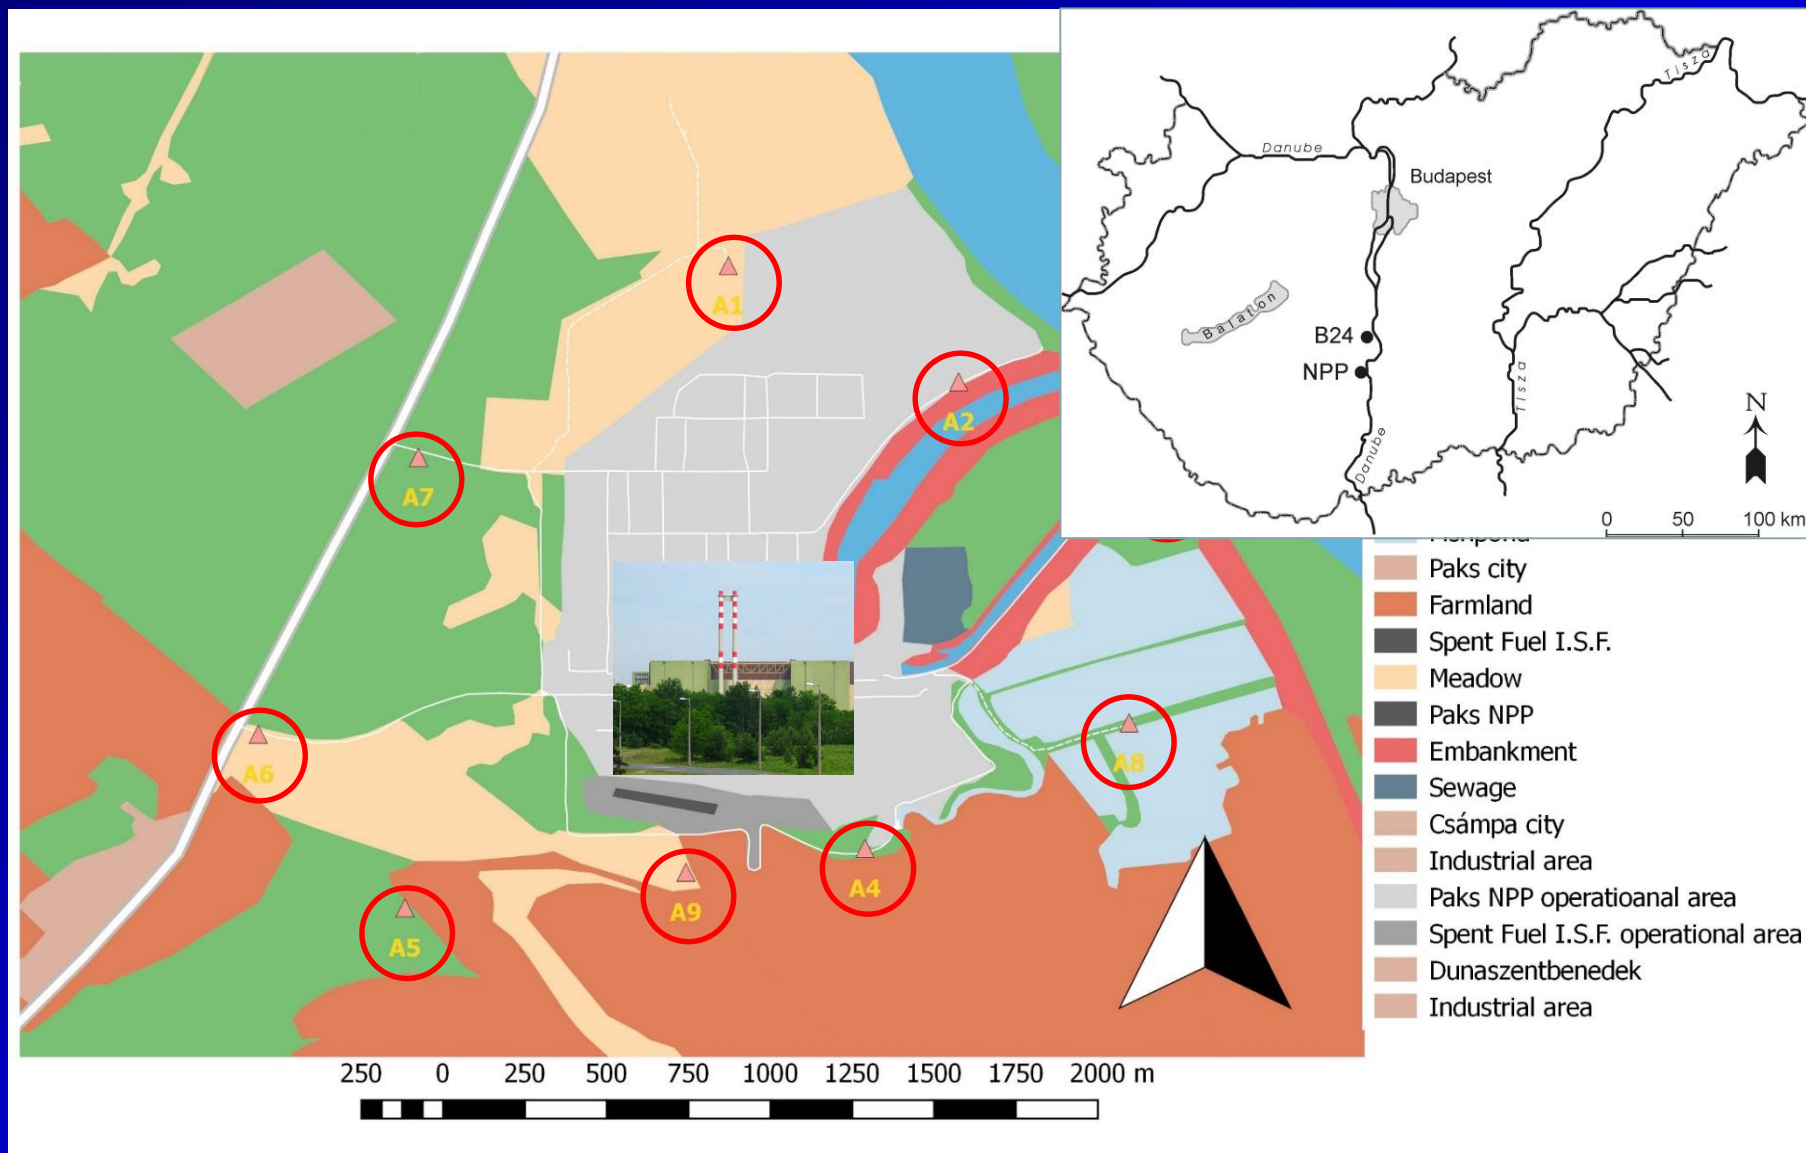 Tisza
Danube
Budapest
Balaton
B24
NPP
Tisza
Danube
N
0 50 100 km
A1
A2
A7
A6
A8
A4
A9
A5
Paks city
Farmland
Spent Fuel I.S.F.
Meadow
Paks NPP
Embankment
Sewage
Csámpa city
Industrial area
Paks NPP operatioanal area
Spent Fuel I.S.F. operational area
Dunaszentbenedek
Industrial area
250 0 250 500 750 1000 1250 1500 1750 2000 m